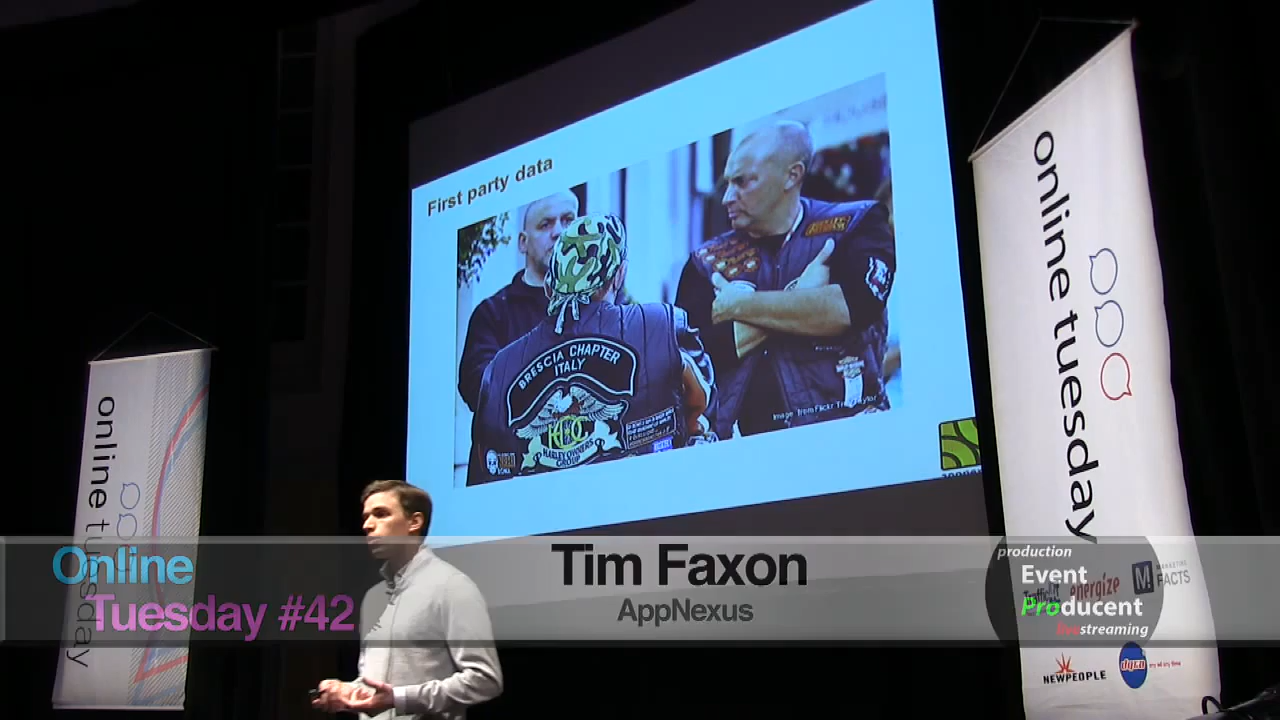 First party data
BRESCIA CHAPTER
ITALY
HARLEY OWNERS
GROUP
online tuesday
online tuesday
Online
Tuesday #42
Tim Faxon
AppNexus
production
Event
Producent
livestreaming
energize
M.
MARKETING
FACTS
NEWPEOPLE